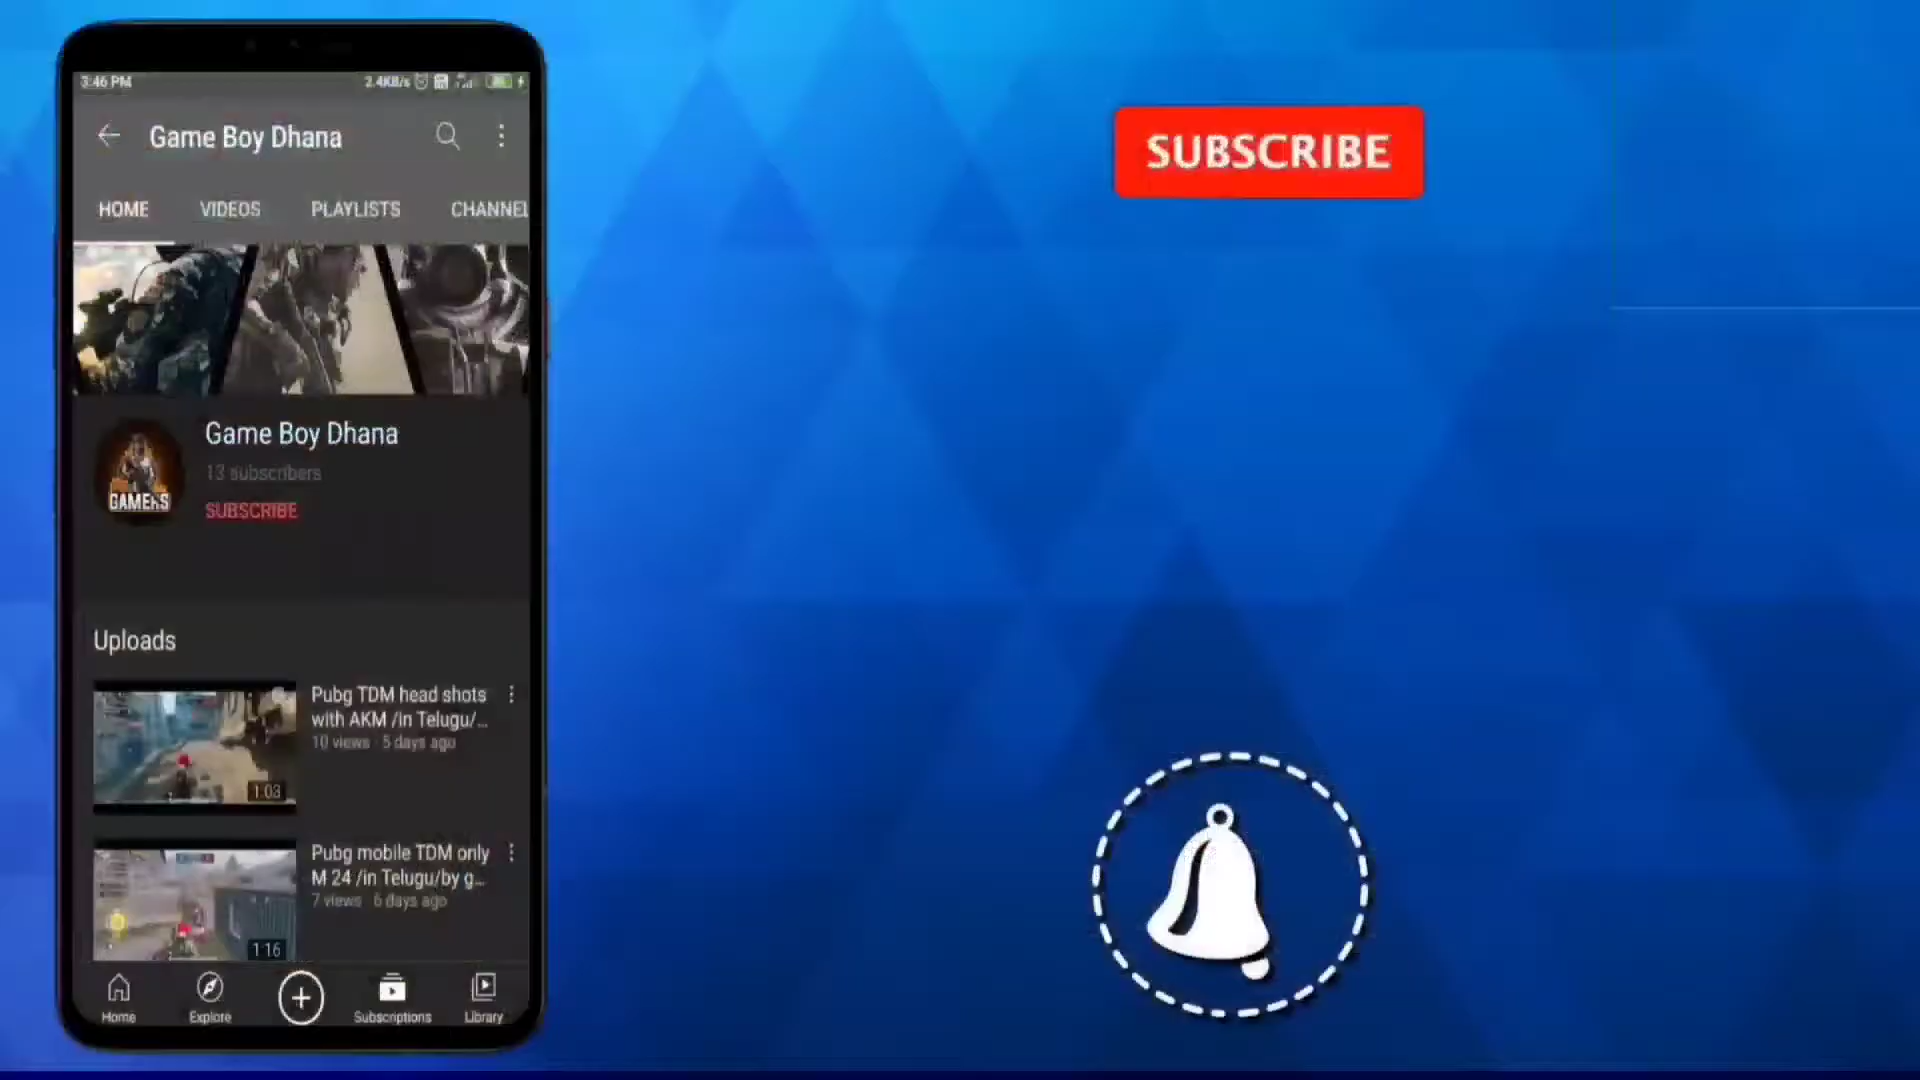 3:46 PM
2.4KB/s
Game Boy Dhana
HOME VIDEOS PLAYLISTS CHANNEL
Game Boy Dhana
13 subscribers
SUBSCRIBE
GAMERS
Uploads
Pubg TDM head shots
with AKM /in Telugu/...
10 views · 5 days ago
1:03
Pubg mobile TDM only
M 24 /in Telugu/by g...
7 views · 6 days ago
1:16
Home Explore Subscriptions Library
SUBSCRIBE